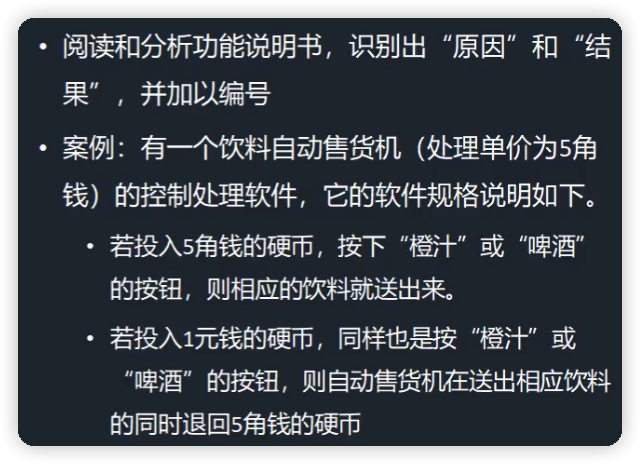 • 阅读和分析功能说明书，识别出“原因”和“结
果”，并加以编号
• 案例：有一个饮料自动售货机（处理单价为5角
钱）的控制处理软件，它的软件规格说明如下。
• 若投入5角钱的硬币，按下“橙汁”或“啤酒”
的按钮，则相应的饮料就送出来。
• 若投入1元钱的硬币，同样也是按“橙汁”或
“啤酒”的按钮，则自动售货机在送出相应饮料
的同时退回5角钱的硬币